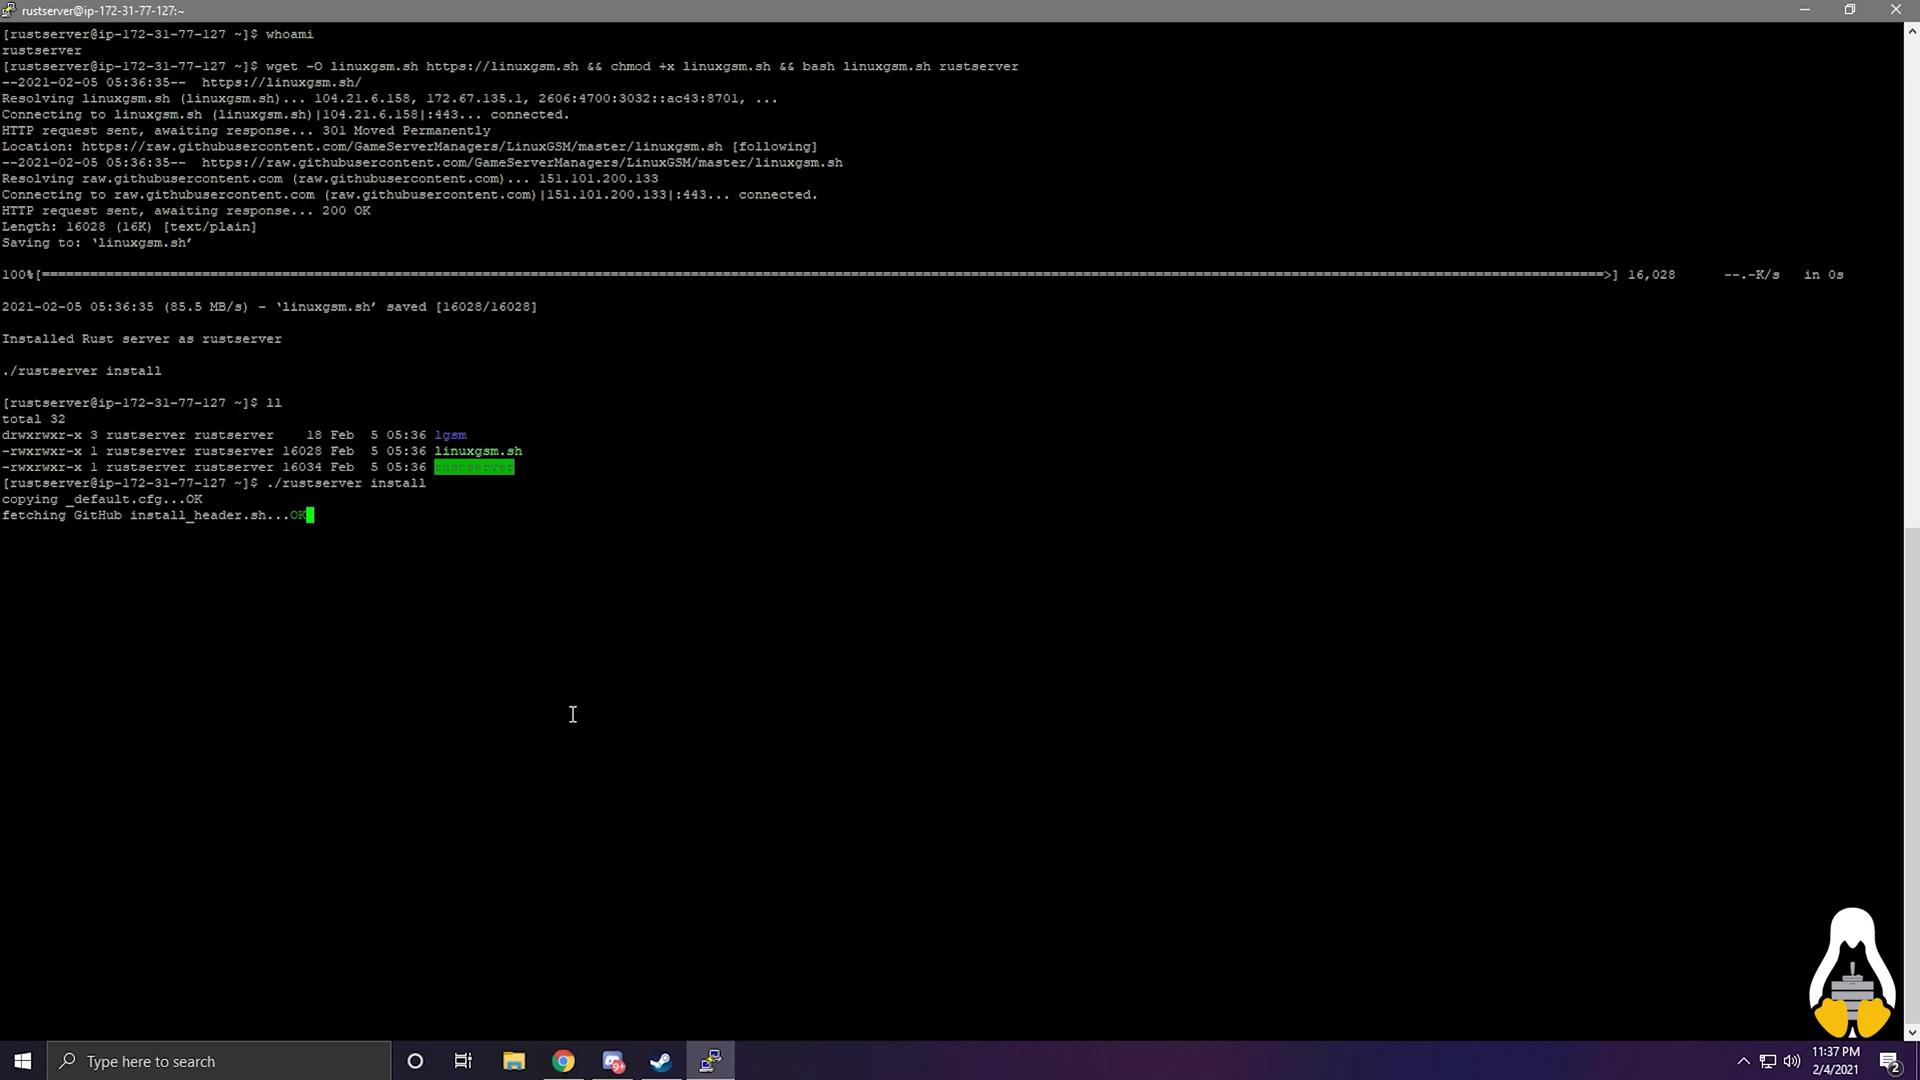 rustserver@ip-172-31-77-127:~
[rustserver@ip-172-31-77-127 ~]$ whoami
rustserver
[rustserver@ip-172-31-77-127 ~]$ wget -O linuxgsm.sh https://linuxgsm.sh && chmod +x linuxgsm.sh && bash linuxgsm.sh rustserver
--2021-02-05 05:36:35--  https://linuxgsm.sh/
Resolving linuxgsm.sh (linuxgsm.sh)... 104.21.6.158, 172.67.135.1, 2606:4700:3032::ac43:8701, ...
Connecting to linuxgsm.sh (linuxgsm.sh)|104.21.6.158|:443... connected.
HTTP request sent, awaiting response... 301 Moved Permanently
Location: https://raw.githubusercontent.com/GameServerManagers/LinuxGSM/master/linuxgsm.sh [following]
--2021-02-05 05:36:35--  https://raw.githubusercontent.com/GameServerManagers/LinuxGSM/master/linuxgsm.sh
Resolving raw.githubusercontent.com (raw.githubusercontent.com)... 151.101.200.133
Connecting to raw.githubusercontent.com (raw.githubusercontent.com)|151.101.200.133|:443... connected.
HTTP request sent, awaiting response... 200 OK
Length: 16028 (16K) [text/plain]
Saving to: ‘linuxgsm.sh’
100%[=====================================================>] 16,028 --.-K/s in 0s
2021-02-05 05:36:35 (85.5 MB/s) - ‘linuxgsm.sh’ saved [16028/16028]
Installed Rust server as rustserver
./rustserver install
[rustserver@ip-172-31-77-127 ~]$ ll
total 32
drwxrwxr-x 3 rustserver rustserver    18 Feb  5 05:36 lgsm
-rwxrwxr-x 1 rustserver rustserver 16028 Feb  5 05:36 linuxgsm.sh
-rwxrwxr-x 1 rustserver rustserver 16034 Feb  5 05:36 rustserver
[rustserver@ip-172-31-77-127 ~]$ ./rustserver install
copying _default.cfg...OK
fetching GitHub install_header.sh...OK
Type here to search
9+
11:37 PM
2/4/2021
2